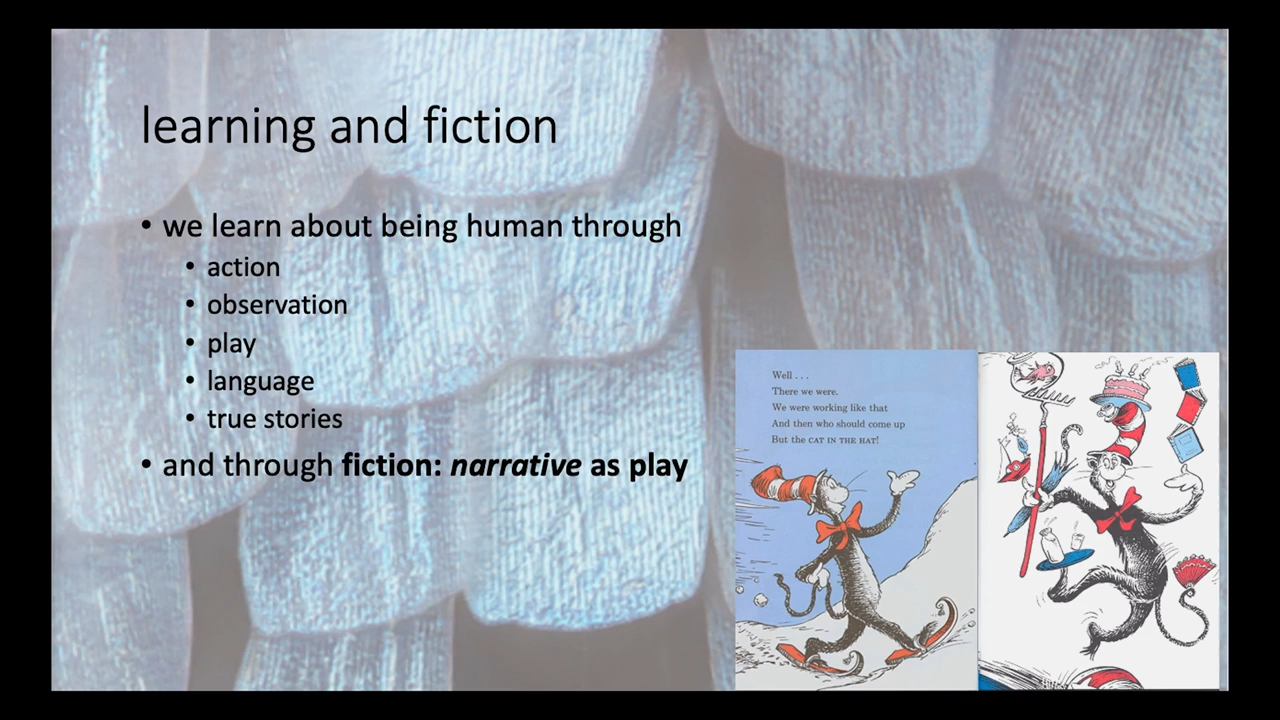 learning and fiction
• we learn about being human through
• action
• observation
• play
• language
• true stories
• and through fiction: narrative as play
Well . . .
There we were.
We were working like that
And then who should come up
But the CAT IN THE HAT!